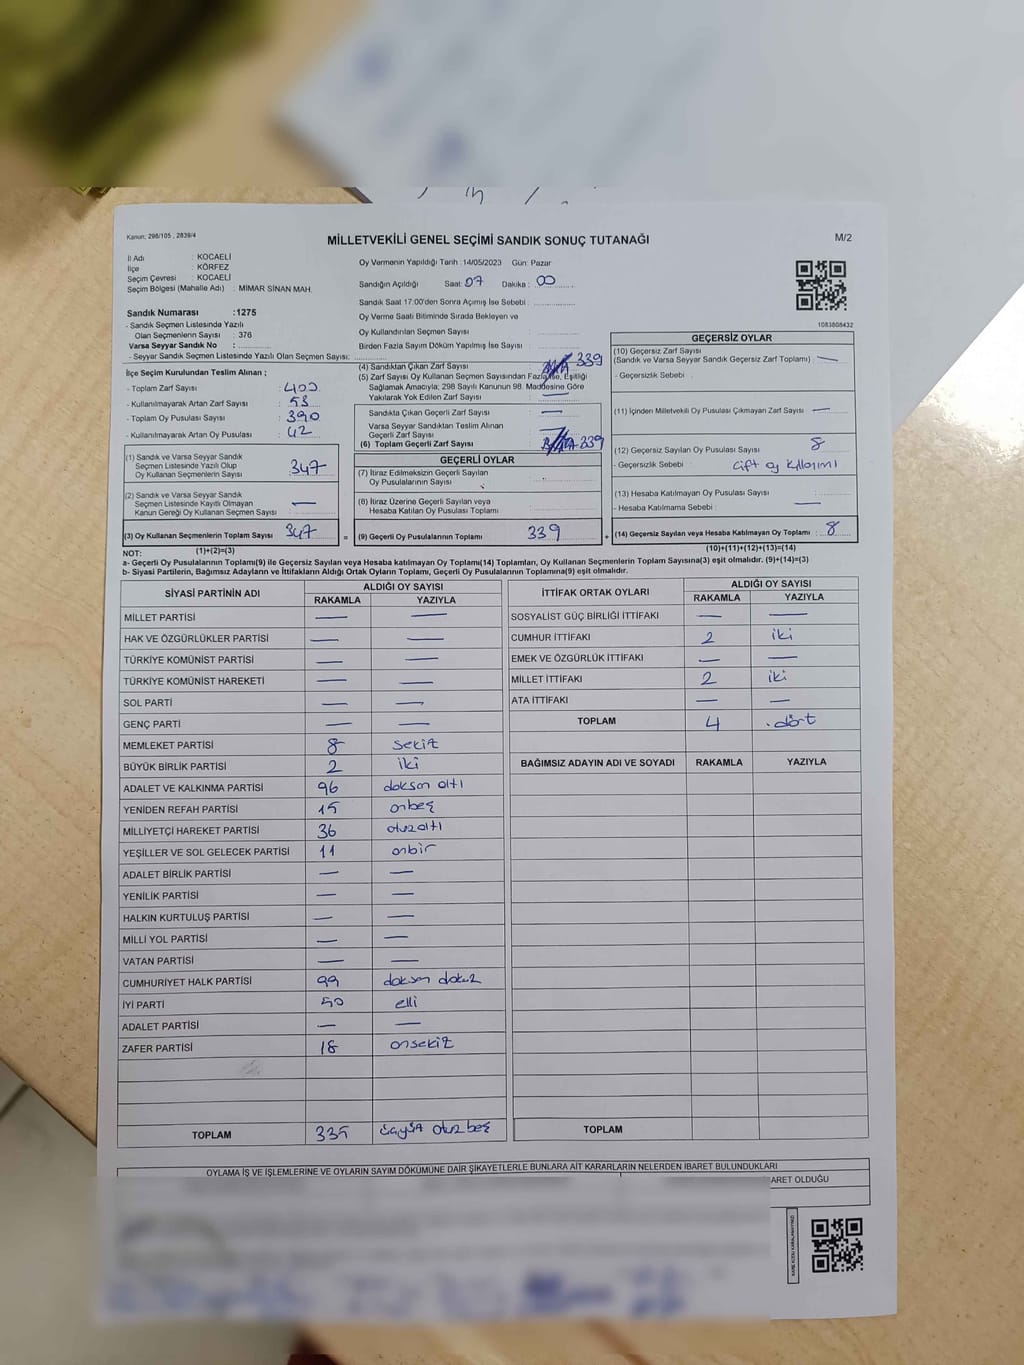 Kanun; 298/105 , 2839/4
MİLLETVEKİLİ GENEL SEÇİMİ SANDIK SONUÇ TUTANAĞI
M/2
İl Adı : KOCAELİ
İlçe : KÖRFEZ
Seçim Çevresi : KOCAELİ
Seçim Bölgesi (Mahalle Adı) : MİMAR SİNAN MAH.
Oy Vermenin Yapıldığı Tarih :14/05/2023 Gün: Pazar
Sandığın Açıldığı Saat: 07 Dakika : 00
Sandık Saat 17:00'den Sonra Açımış İse Sebebi :
Oy Verme Saati Bitiminde Sırada Bekleyen ve
Oy Kullandırılan Seçmen Sayısı :
Birden Fazla Sayım Döküm Yapılmış İse Sayısı :
1083808432
Sandık Numarası :1275
- Sandık Seçmen Listesinde Yazılı
Olan Seçmenlerin Sayısı : 376
Varsa Seyyar Sandık No :
- Seyyar Sandık Seçmen Listesinde Yazılı Olan Seçmen Sayısı:
İlçe Seçim Kurulundan Teslim Alınan ;
- Toplam Zarf Sayısı : 400
- Kullanılmayarak Artan Zarf Sayısı : 53
- Toplam Oy Pusulası Sayısı : 390
- Kullanılmayarak Artan Oy Pusulası : 42
(1) Sandık ve Varsa Seyyar Sandık
Seçmen Listesinde Yazılı Olup
Oy Kullanan Seçmenlerin Sayısı : 347
(2) Sandık ve Varsa Seyyar Sandık
Seçmen Listesinde Kayıtlı Olmayan
Kanun Gereği Oy Kullanan Seçmen Sayısı : —
(3) Oy Kullanan Seçmenlerin Toplam Sayısı : 347
(4) Sandıktan Çıkan Zarf Sayısı : 339
(5) Zarf Sayısı Oy Kullanan Seçmen Sayısından Fazla İse, Eşitliği
Sağlamak Amacıyla; 298 Sayılı Kanunun 98. Maddesine Göre
Yakılarak Yok Edilen Zarf Sayısı : —
Sandıkta Çıkan Geçerli Zarf Sayısı : —
Varsa Seyyar Sandıktan Teslim Alınan
Geçerli Zarf Sayısı : —
(6) Toplam Geçerli Zarf Sayısı : 339
GEÇERLİ OYLAR
(7) İtiraz Edilmeksizin Geçerli Sayılan
Oy Pusulalarının Sayısı :
(8) İtiraz Üzerine Geçerli Sayılan veya
Hesaba Katılan Oy Pusulası Toplamı :
= (9) Geçerli Oy Pusulalarının Toplamı : 339
GEÇERSİZ OYLAR
(10) Geçersiz Zarf Sayısı
(Sandık ve Varsa Seyyar Sandık Geçersiz Zarf Toplamı) : —
- Geçersizlik Sebebi :
(11) İçinden Milletvekili Oy Pusulası Çıkmayan Zarf Sayısı : —
(12) Geçersiz Sayılan Oy Pusulası Sayısı : 8
- Geçersizlik Sebebi : Çift oy kullanımı
(13) Hesaba Katılmayan Oy Pusulası Sayısı :
- Hesaba Katılmama Sebebi : —
+ (14) Geçersiz Sayılan veya Hesaba Katılmayan Oy Toplamı : 8
NOT: (1)+(2)=(3) (10)+(11)+(12)+(13)=(14)
a- Geçerli Oy Pusulalarının Toplamı(9) ile Geçersiz Sayılan veya Hesaba katılmayan Oy Toplamı(14) Toplamları, Oy Kullanan Seçmenlerin Toplam Sayısına(3) eşit olmalıdır. (9)+(14)=(3)
b- Siyasi Partilerin, Bağımsız Adayların ve İttifakların Aldığı Ortak Oyların Toplamı, Geçerli Oy Pusulalarının Toplamına(9) eşit olmalıdır.
SİYASİ PARTİNİN ADI ALDIĞI OY SAYISI
RAKAMLA YAZIYLA
MİLLET PARTİSİ — —
HAK VE ÖZGÜRLÜKLER PARTİSİ — —
TÜRKİYE KOMÜNİST PARTİSİ — —
TÜRKİYE KOMÜNİST HAREKETİ — —
SOL PARTİ — —
GENÇ PARTİ — —
MEMLEKET PARTİSİ 8 sekiz
BÜYÜK BİRLİK PARTİSİ 2 iki
ADALET VE KALKINMA PARTİSİ 96 doksan altı
YENİDEN REFAH PARTİSİ 15 onbeş
MİLLİYETÇİ HAREKET PARTİSİ 36 otuzaltı
YEŞİLLER VE SOL GELECEK PARTİSİ 11 onbir
ADALET BİRLİK PARTİSİ — —
YENİLİK PARTİSİ — —
HALKIN KURTULUŞ PARTİSİ — —
MİLLİ YOL PARTİSİ — —
VATAN PARTİSİ — —
CUMHURİYET HALK PARTİSİ 99 doksan dokuz
İYİ PARTİ 50 elli
ADALET PARTİSİ — —
ZAFER PARTİSİ 18 onsekiz
TOPLAM 335 üçyüz otuz beş
İTTİFAK ORTAK OYLARI ALDIĞI OY SAYISI
RAKAMLA YAZIYLA
SOSYALİST GÜÇ BİRLİĞİ İTTİFAKI — —
CUMHUR İTTİFAKI 2 iki
EMEK VE ÖZGÜRLÜK İTTİFAKI — —
MİLLET İTTİFAKI 2 iki
ATA İTTİFAKI — —
TOPLAM 4 dört
BAĞIMSIZ ADAYIN ADI VE SOYADI RAKAMLA YAZIYLA
TOPLAM
OYLAMA İŞ VE İŞLEMLERİNE VE OYLARIN SAYIM DÖKÜMÜNE DAİR ŞİKAYETLERLE BUNLARA AİT KARARLARIN NELERDEN İBARET BULUNDUKLARI
ARET OLDUĞU